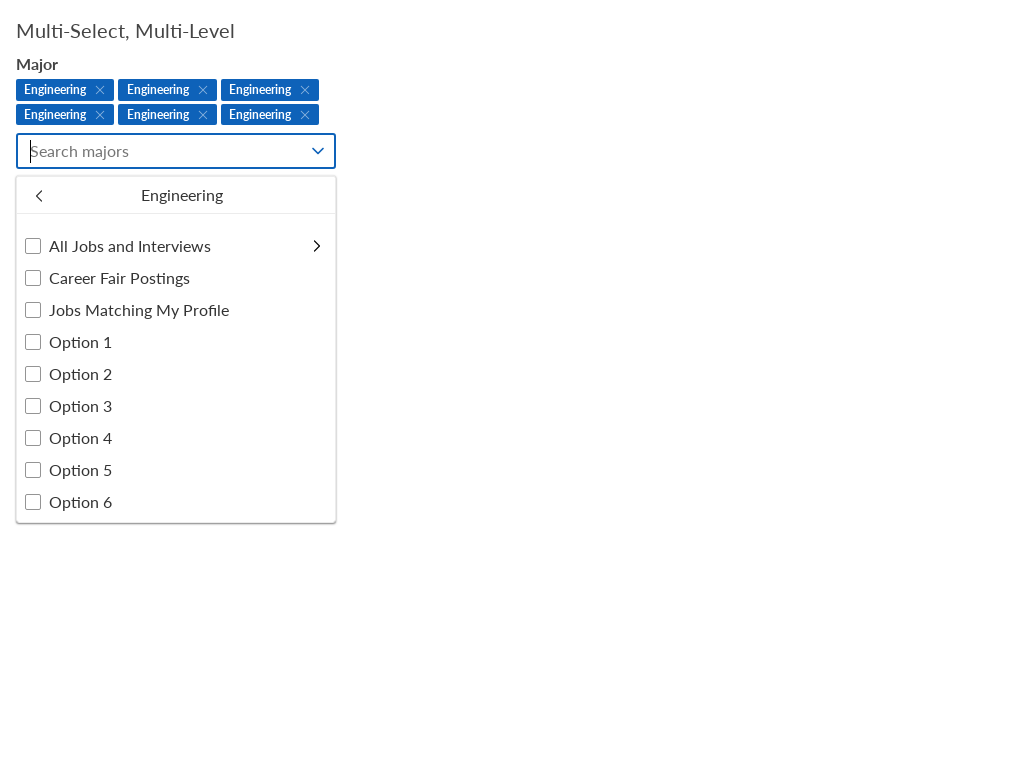 Multi-Select, Multi-Level
Major
Engineering Engineering Engineering
Engineering Engineering Engineering
Search majors
Engineering
All Jobs and Interviews
Career Fair Postings
Jobs Matching My Profile
Option 1
Option 2
Option 3
Option 4
Option 5
Option 6